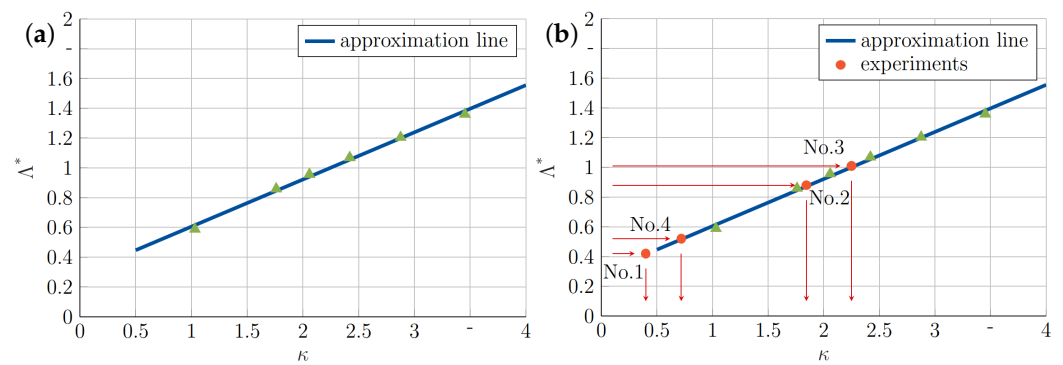 (a)
2
-
1.6
1.4
1.2
1
0.8
0.6
0.4
0.2
0
Λ*
approximation line
0 0.5 1 1.5 2 2.5 3 - 4
κ
(b)
2
-
1.6
1.4
1.2
1
0.8
0.6
0.4
0.2
0
Λ*
approximation line
experiments
No.3
No.2
No.4
No.1
0 0.5 1 1.5 2 2.5 3 - 4
κ